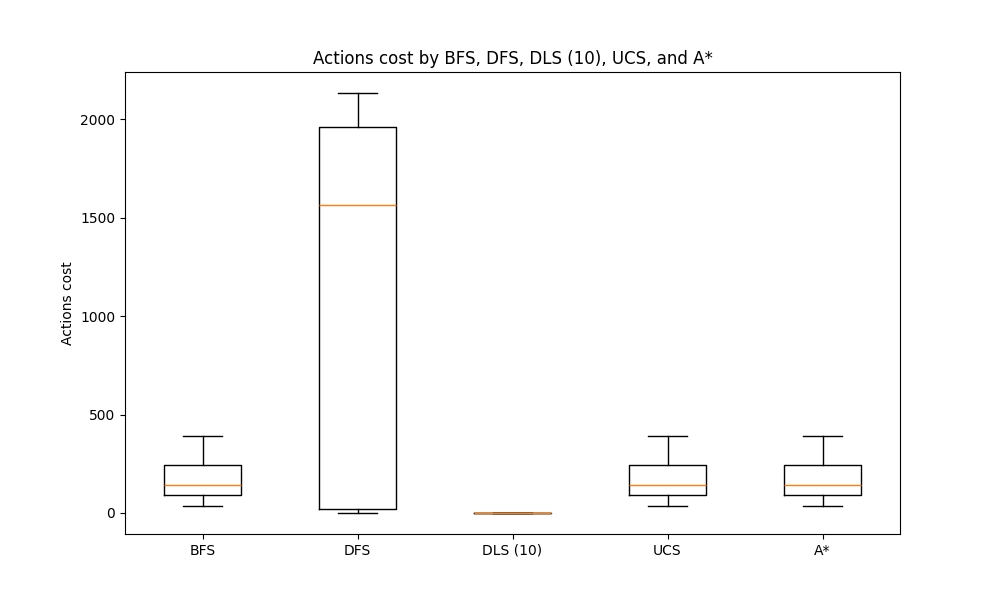 Actions cost by BFS, DFS, DLS (10), UCS, and A*
2000
1500
1000
500
0
Actions cost
BFS DFS DLS (10) UCS A*